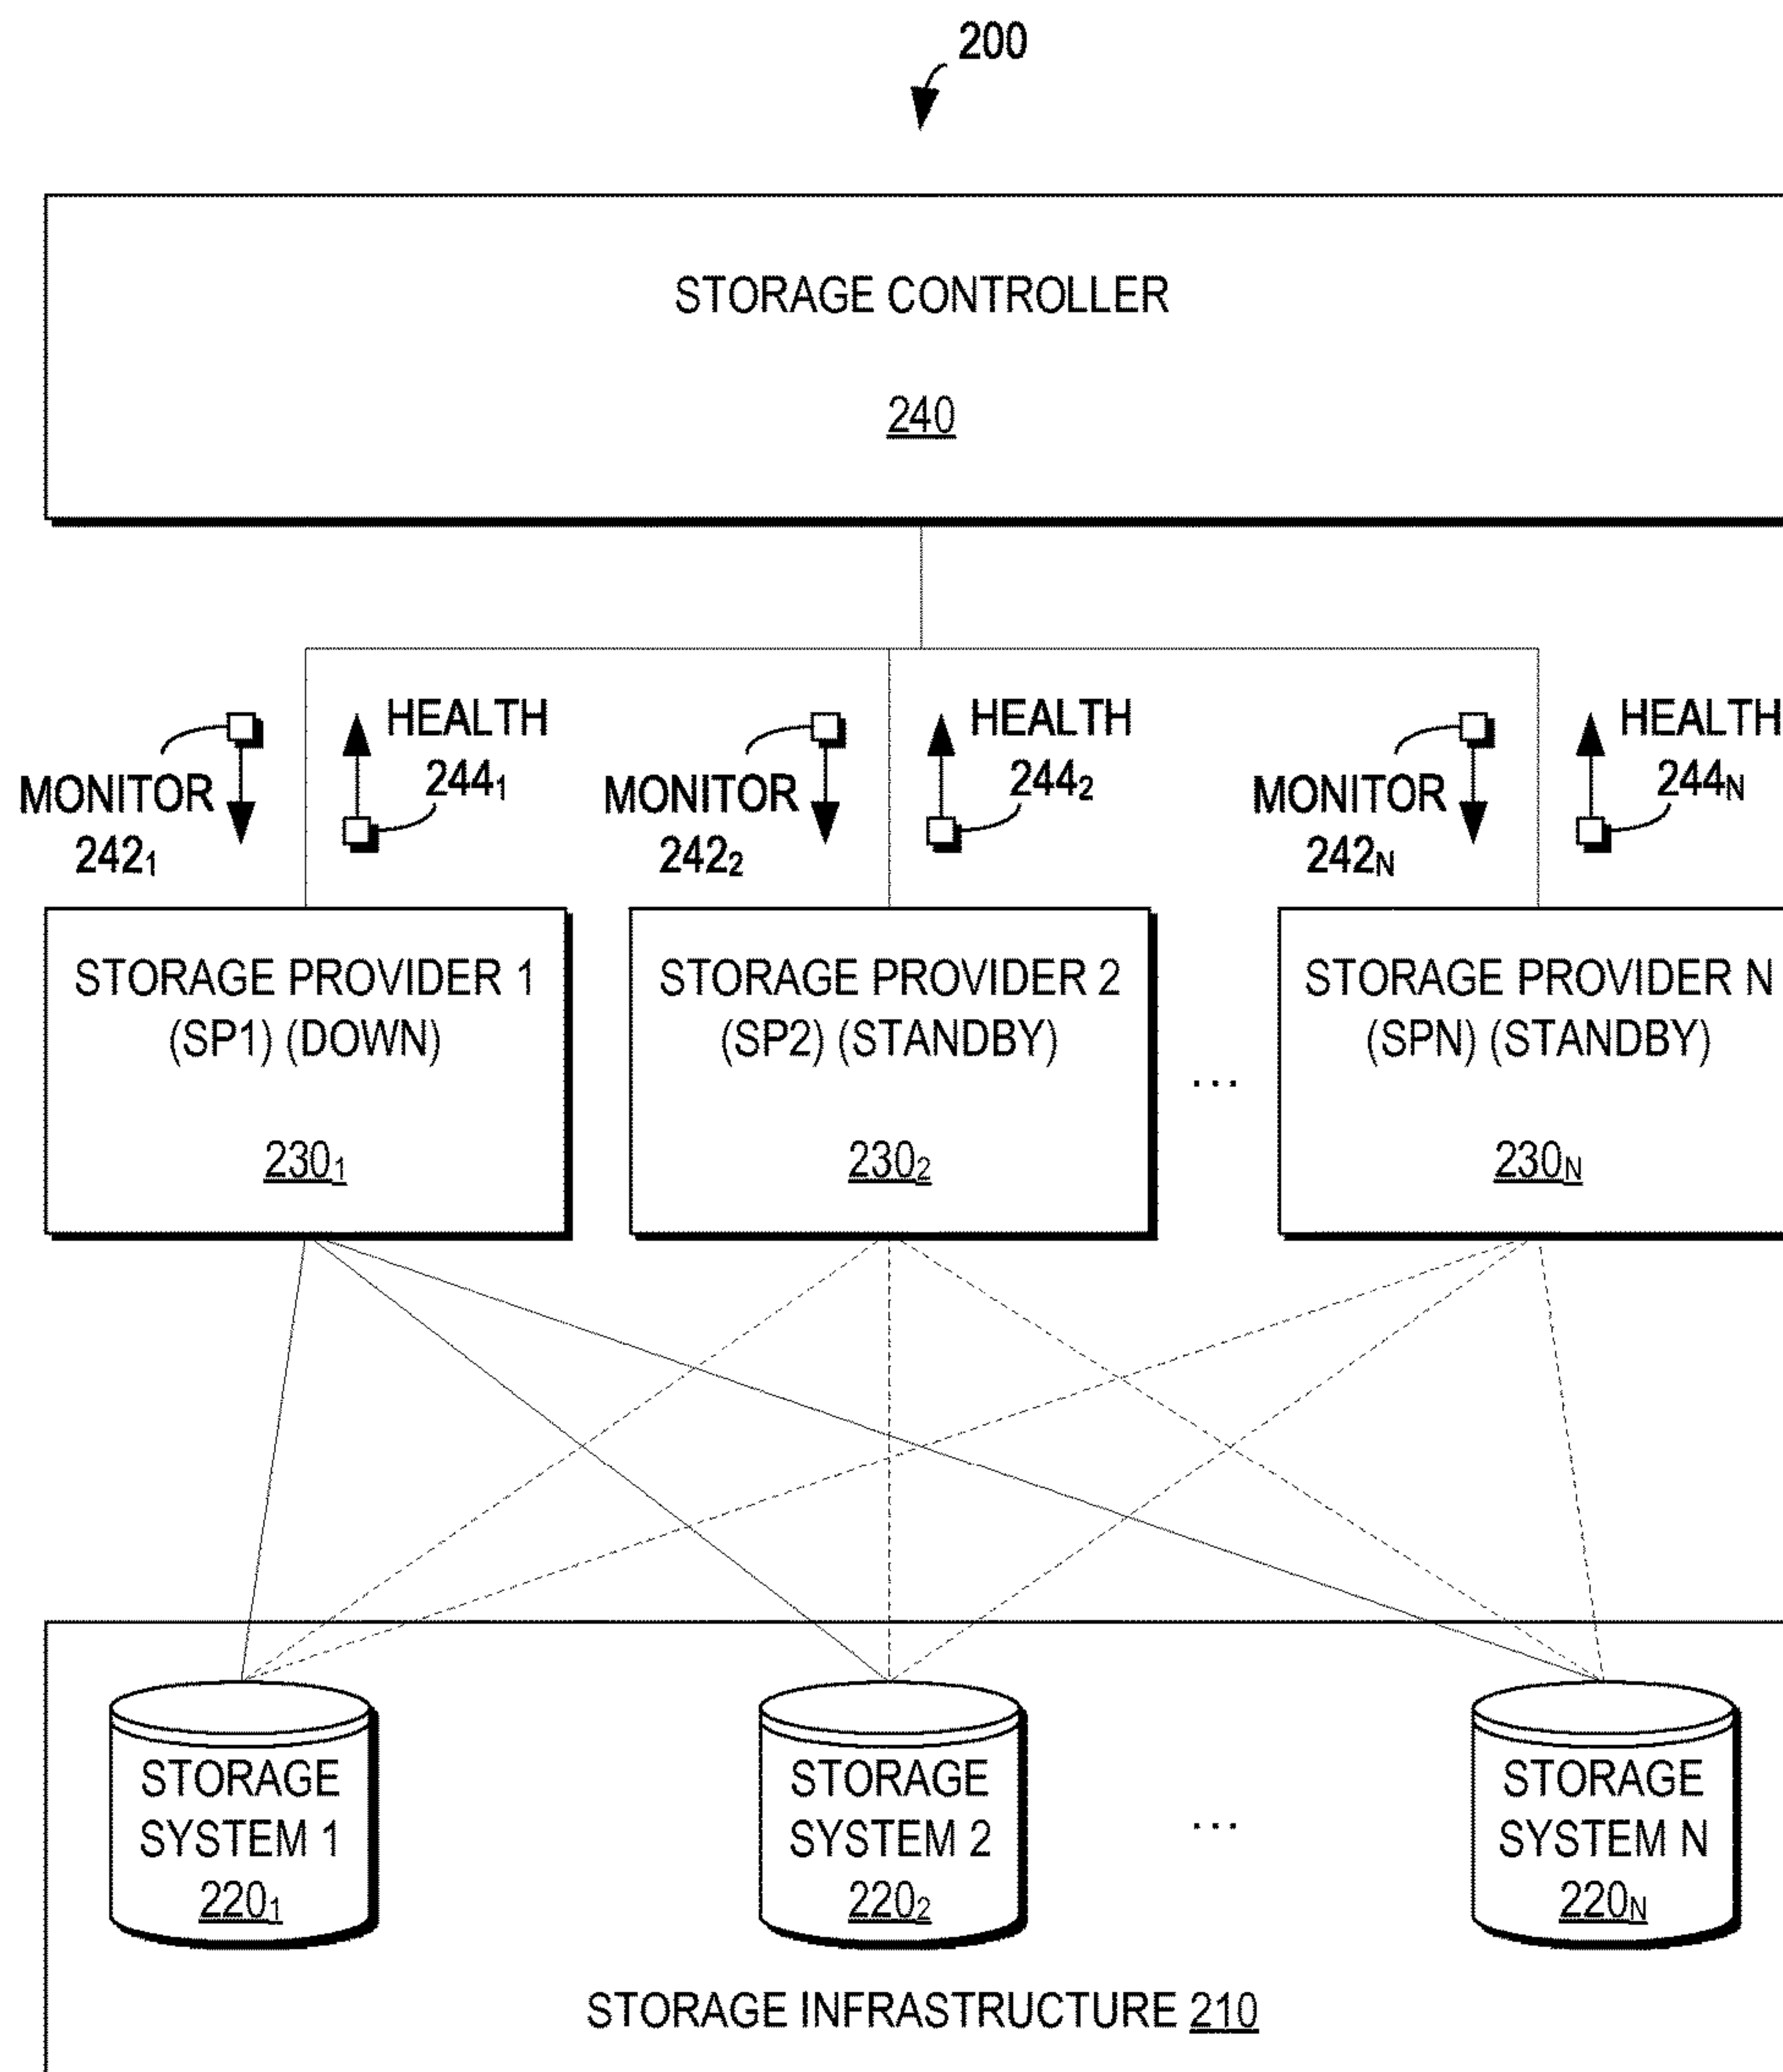 200
STORAGE CONTROLLER
240
HEALTH
244₁
MONITOR
242₁
HEALTH
244₂
MONITOR
242₂
HEALTH
244N
MONITOR
242N
STORAGE PROVIDER 1
(SP1) (DOWN)
230₁
STORAGE PROVIDER 2
(SP2) (STANDBY)
230₂
...
STORAGE PROVIDER N
(SPN) (STANDBY)
230N
STORAGE
SYSTEM 1
220₁
STORAGE
SYSTEM 2
220₂
...
STORAGE
SYSTEM N
220N
STORAGE INFRASTRUCTURE 210